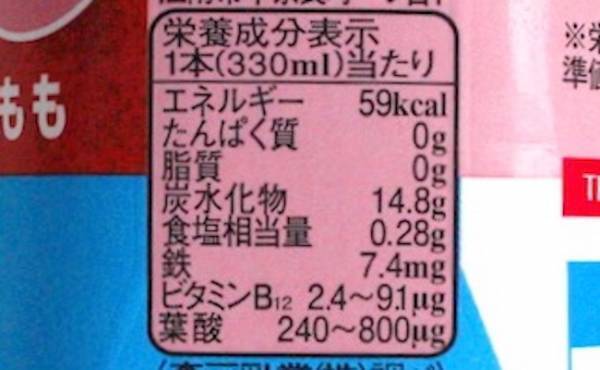 栄養成分表示
1本(330ml)当たり
エネルギー 59kcal
たんぱく質 0g
脂質 0g
炭水化物 14.8g
食塩相当量 0.28g
鉄 7.4mg
ビタミンB12 2.4～9.1μg
葉酸 240～800μg
もも
※栄
準値